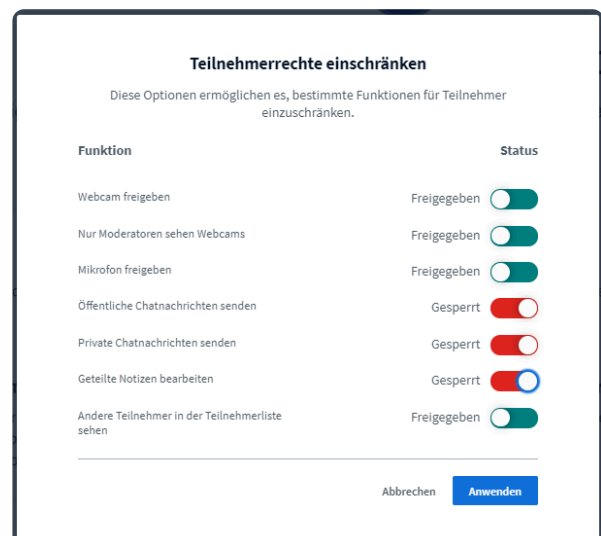 Teilnehmerrechte einschränken
Diese Optionen ermöglichen es, bestimmte Funktionen für Teilnehmer
einzuschränken.
Funktion Status
Webcam freigeben Freigegeben
Nur Moderatoren sehen Webcams Freigegeben
Mikrofon freigeben Freigegeben
Öffentliche Chatnachrichten senden Gesperrt
Private Chatnachrichten senden Gesperrt
Geteilte Notizen bearbeiten Gesperrt
Andere Teilnehmer in der Teilnehmerliste Freigegeben
sehen
Abbrechen Anwenden